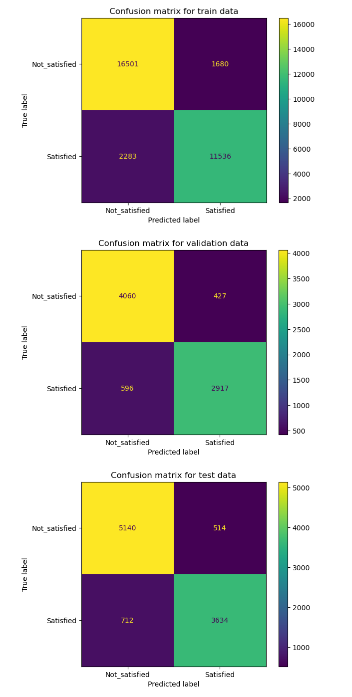 Confusion matrix for train data
Not_satisfied 16501 1680
Satisfied 2283 11536
Not_satisfied Satisfied
Predicted label
True label
16000
14000
12000
10000
8000
6000
4000
2000
Confusion matrix for validation data
Not_satisfied 4060 427
Satisfied 596 2917
Not_satisfied Satisfied
Predicted label
True label
4000
3500
3000
2500
2000
1500
1000
500
Confusion matrix for test data
Not_satisfied 5140 514
Satisfied 712 3634
Not_satisfied Satisfied
Predicted label
True label
5000
4000
3000
2000
1000